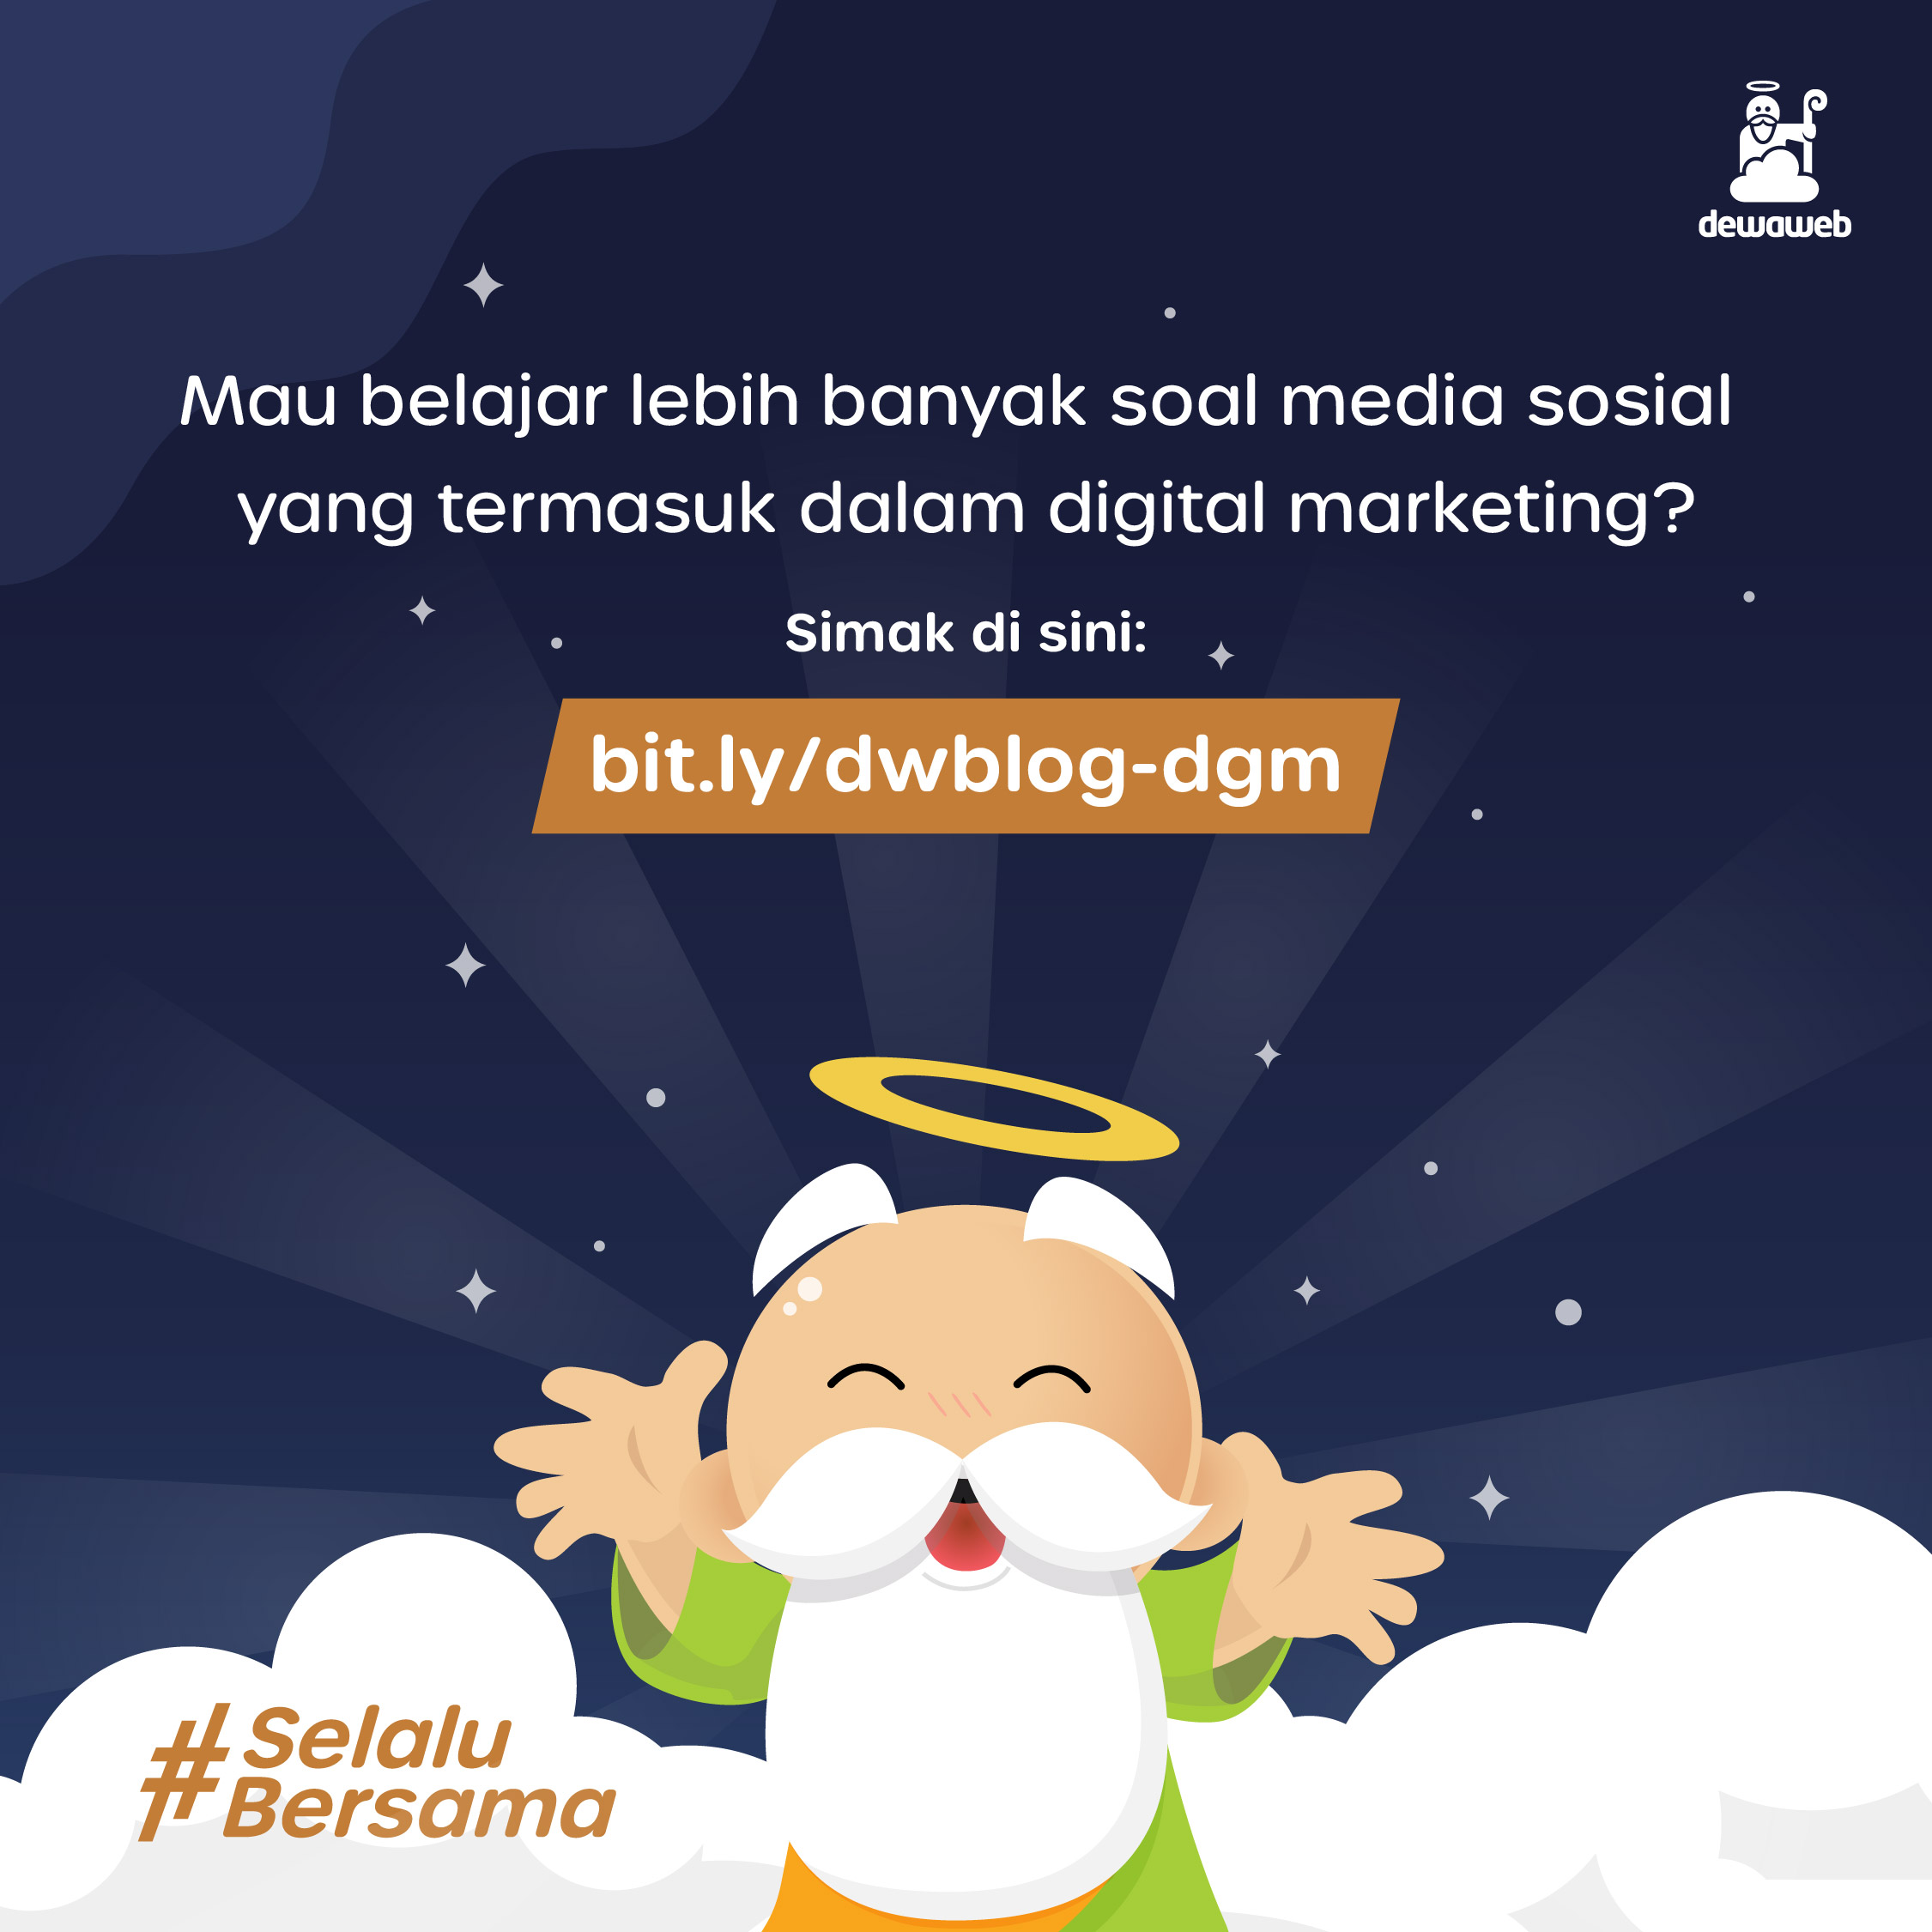 dewaweb
Mau belajar lebih banyak soal media sosial
yang termasuk dalam digital marketing?
Simak di sini:
bit.ly/dwblog-dgm
#Selalu
Bersama